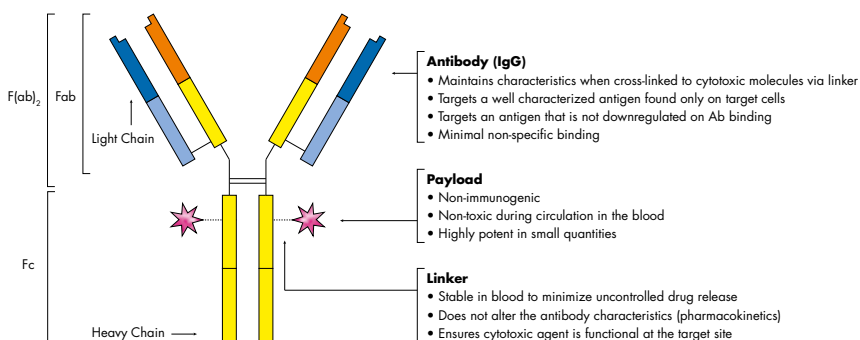 F(ab)2
Fab
Light Chain
Fc
Heavy Chain
Antibody (IgG)
• Maintains characteristics when cross-linked to cytotoxic molecules via linker
• Targets a well characterized antigen found only on target cells
• Targets an antigen that is not downregulated on Ab binding
• Minimal non-specific binding
Payload
• Non-immunogenic
• Non-toxic during circulation in the blood
• Highly potent in small quantities
Linker
• Stable in blood to minimize uncontrolled drug release
• Does not alter the antibody characteristics (pharmacokinetics)
• Ensures cytotoxic agent is functional at the target site